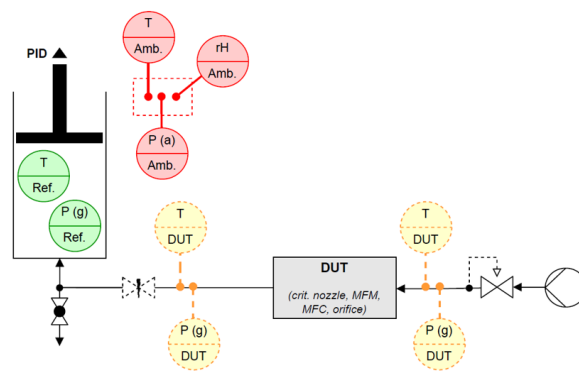 T
Amb.
rH
Amb.
PID
P (a)
Amb.
T
Ref.
P (g)
Ref.
T
DUT
T
DUT
DUT
(crit. nozzle, MFM,
MFC, orifice)
P (g)
DUT
P (g)
DUT